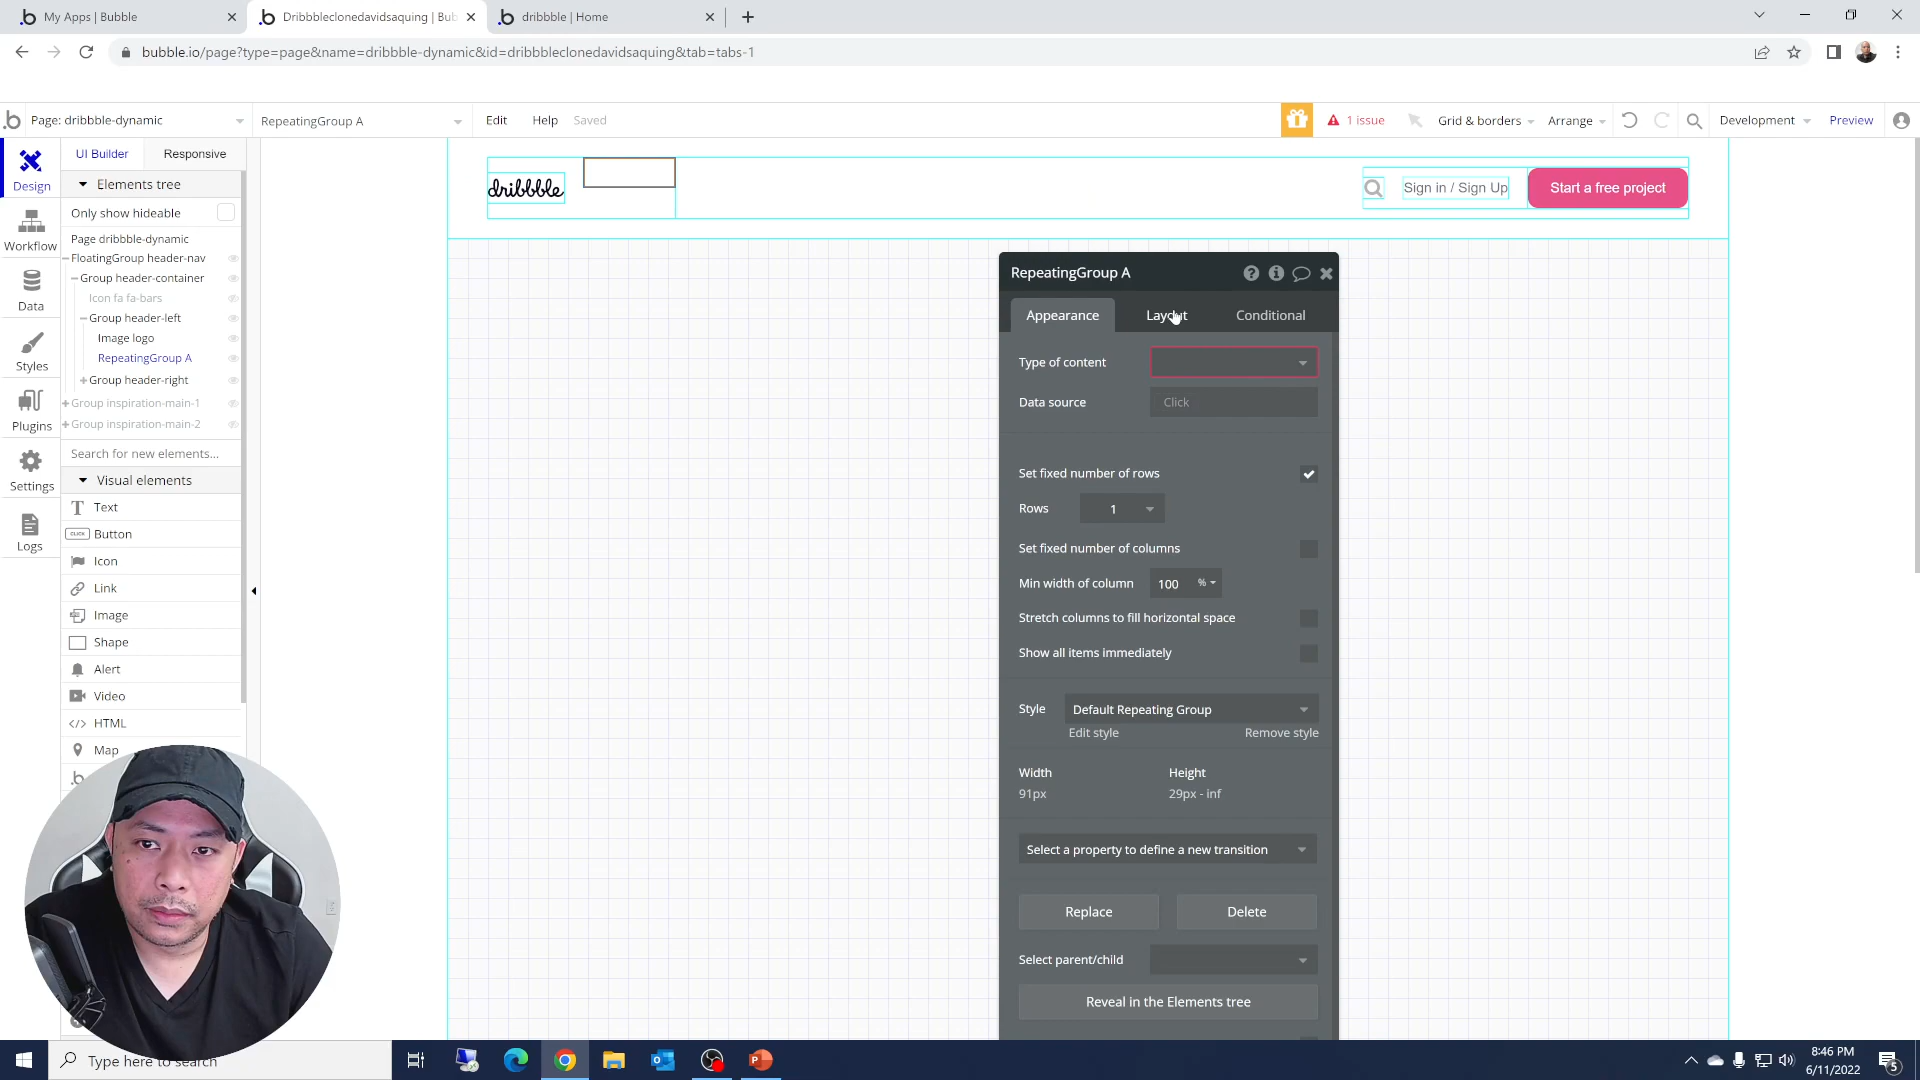 My Apps | Bubble
Dribbbleclonedavidsaquing | Bub
dribbble | Home
bubble.io/page?type=page&name=dribbble-dynamic&id=dribbbleclonedavidsaquing&tab=tabs-1
Page: dribbble-dynamic
RepeatingGroup A
Edit
Help
Saved
1 issue
Grid & borders
Arrange
Development
Preview
Design
Workflow
Data
Styles
Plugins
Settings
Logs
UI Builder
Responsive
Elements tree
Only show hideable
Page dribbble-dynamic
FloatingGroup header-nav
Group header-container
Icon fa fa-bars
Group header-left
Image logo
RepeatingGroup A
Group header-right
Group inspiration-main-1
Group inspiration-main-2
Search for new elements...
Visual elements
Text
CLICK Button
Icon
Link
Image
Shape
Alert
Video
</> HTML
Map
dribbble
Sign in / Sign Up
Start a free project
RepeatingGroup A
Appearance
Layout
Conditional
Type of content
Data source
Click
Set fixed number of rows
Rows
1
Set fixed number of columns
Min width of column
100
%
Stretch columns to fill horizontal space
Show all items immediately
Style
Default Repeating Group
Edit style
Remove style
Width
Height
91px
29px - inf
Select a property to define a new transition
Replace
Delete
Select parent/child
Reveal in the Elements tree
Type here to search
8:46 PM
6/11/2022
5